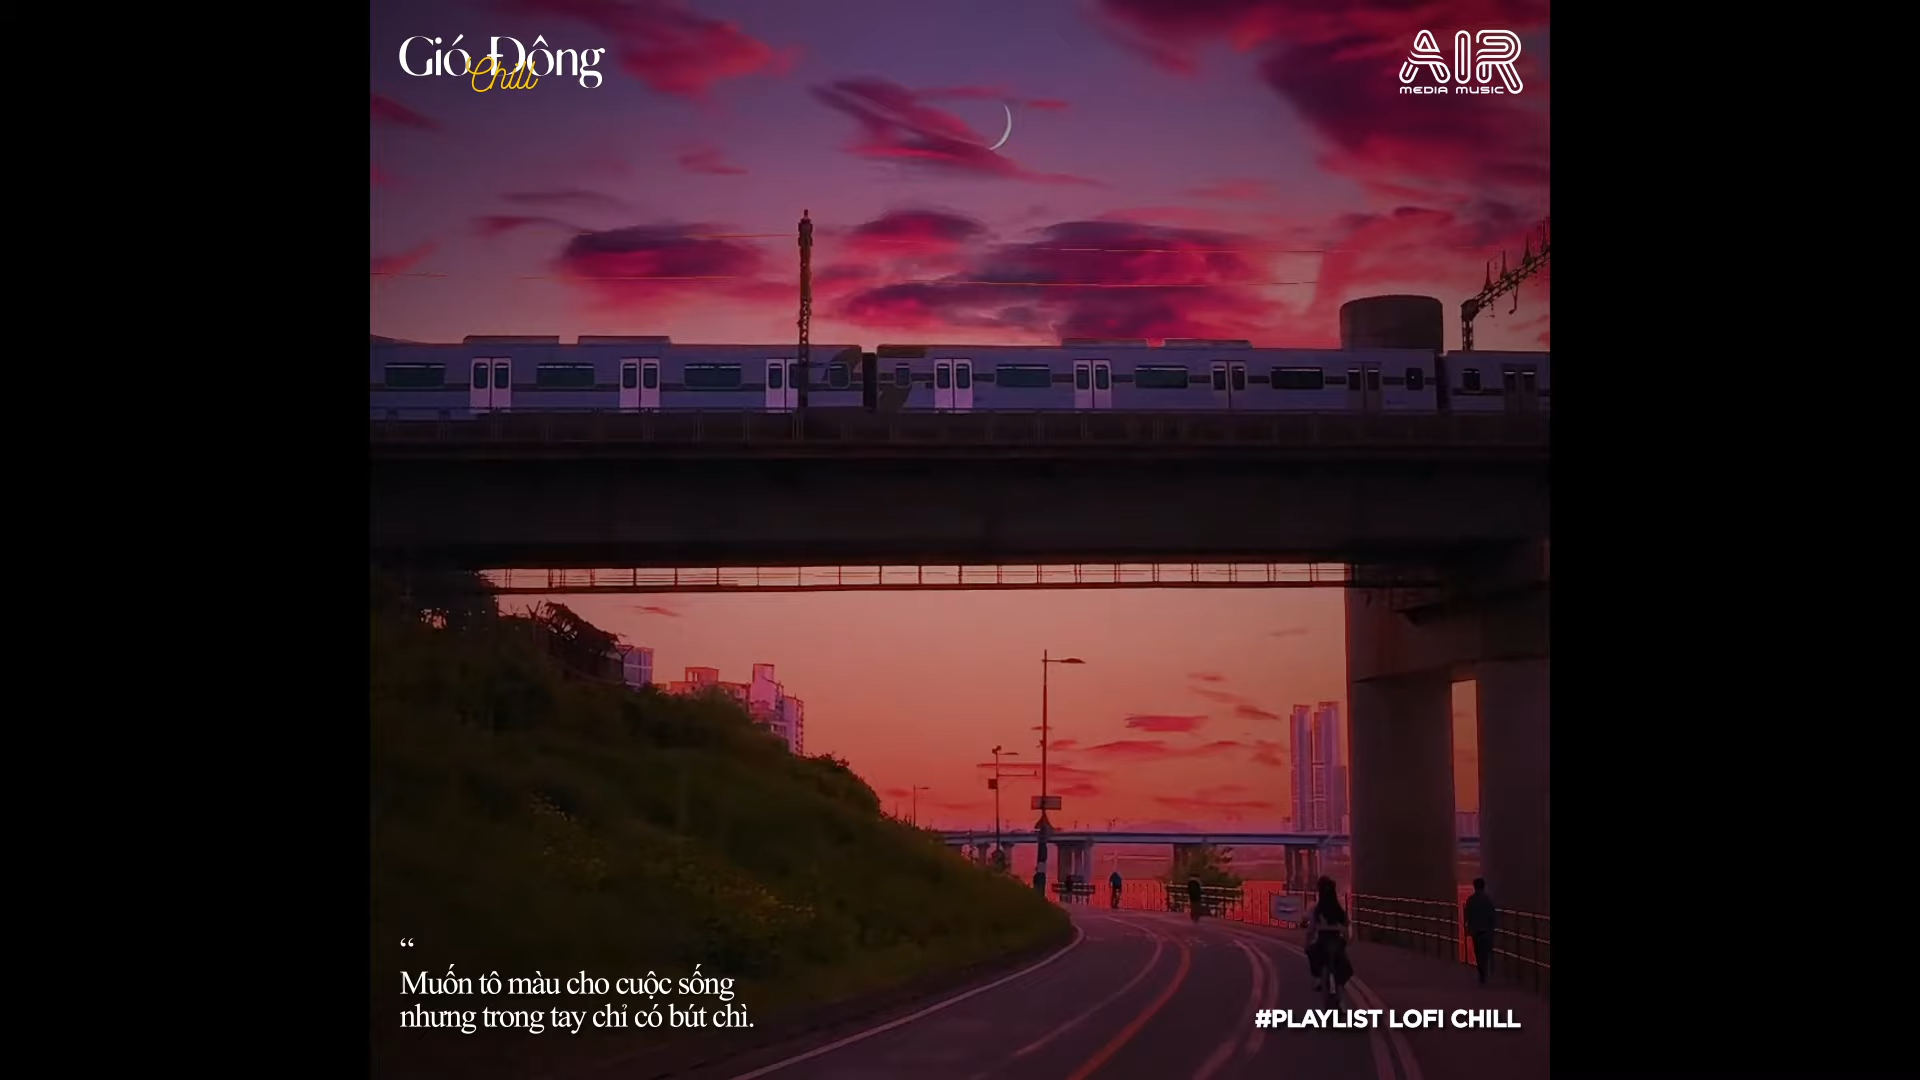 Gió Đông
Chill
AIR
MEDIA MUSIC
“
Muốn tô màu cho cuộc sống
nhưng trong tay chỉ có bút chì.
#PLAYLIST LOFI CHILL